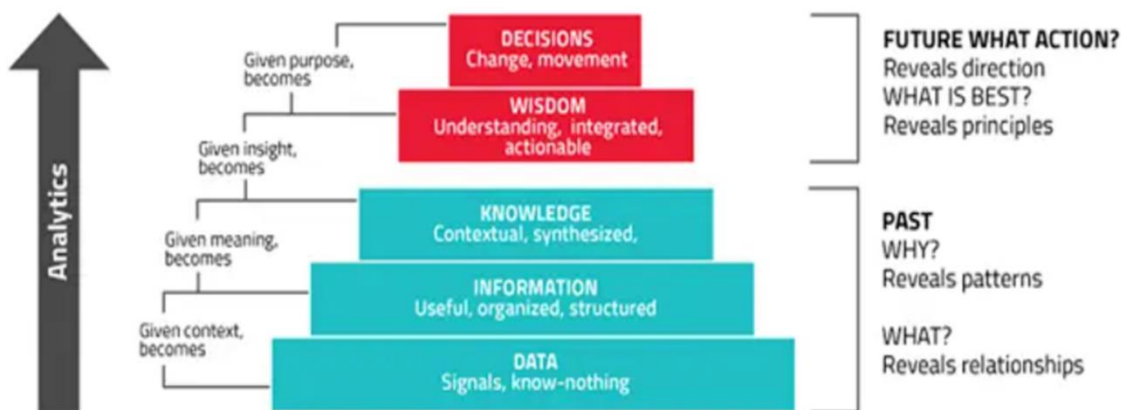 Analytics
Given purpose,
becomes
Given insight,
becomes
Given meaning,
becomes
Given context,
becomes
DECISIONS
Change, movement
WISDOM
Understanding, integrated,
actionable
KNOWLEDGE
Contextual, synthesized,
INFORMATION
Useful, organized, structured
DATA
Signals, know-nothing
FUTURE WHAT ACTION?
Reveals direction
WHAT IS BEST?
Reveals principles
PAST
WHY?
Reveals patterns
WHAT?
Reveals relationships